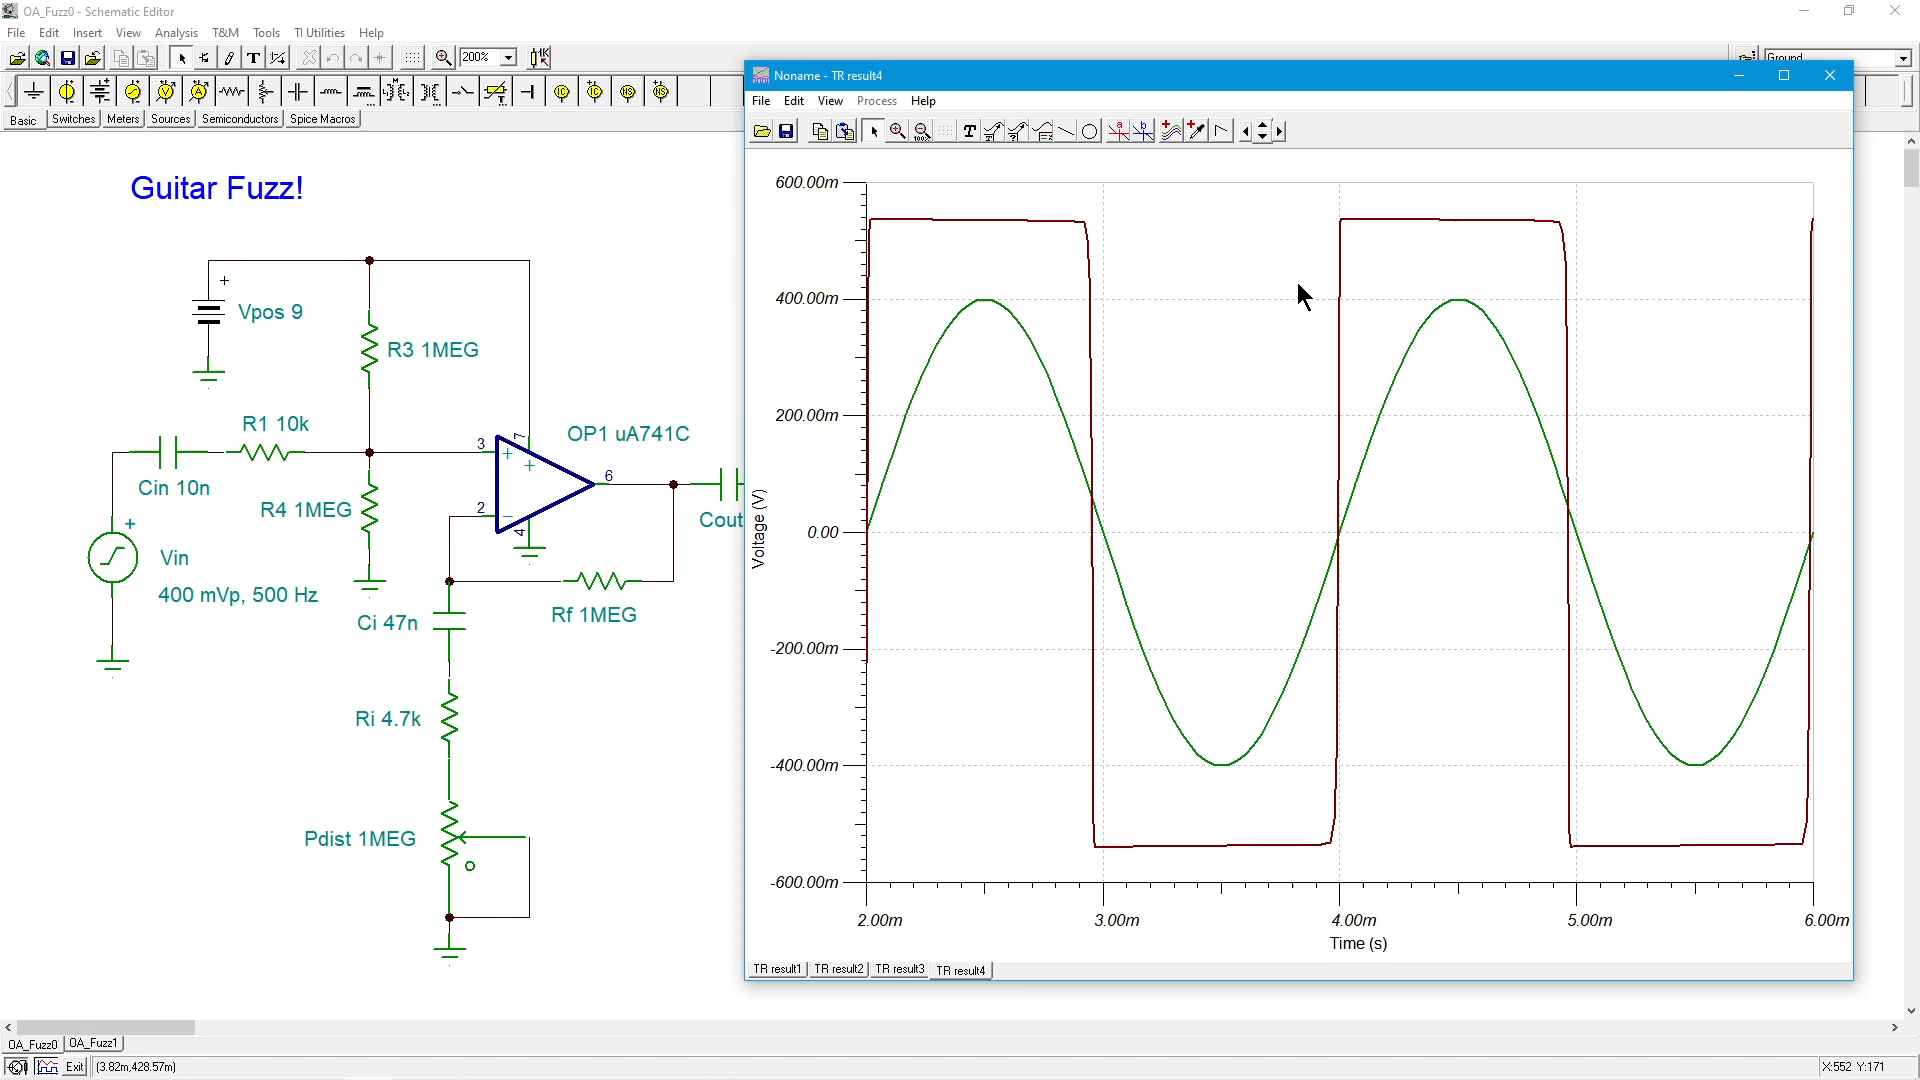 OA_Fuzz0 - Schematic Editor
File Edit Insert View Analysis T&M Tools TI Utilities Help
200%
1K
Ground
Basic Switches Meters Sources Semiconductors Spice Macros
Guitar Fuzz!
+
Vpos 9
R3 1MEG
R1 10k
OP1 uA741C
3
7
+
+
6
Cin 10n
R4 1MEG
2
4
Cout
+
Vin
400 mVp, 500 Hz
Rf 1MEG
Ci 47n
Ri 4.7k
Pdist 1MEG
Noname - TR result4
File Edit View Process Help
T
a
b
600.00m
400.00m
200.00m
0.00
-200.00m
-400.00m
-600.00m
Voltage (V)
2.00m 3.00m 4.00m 5.00m 6.00m
Time (s)
TR result1 TR result2 TR result3 TR result4
OA_Fuzz0 OA_Fuzz1
Exit (3.82m,428.57m)
X:552 Y:171